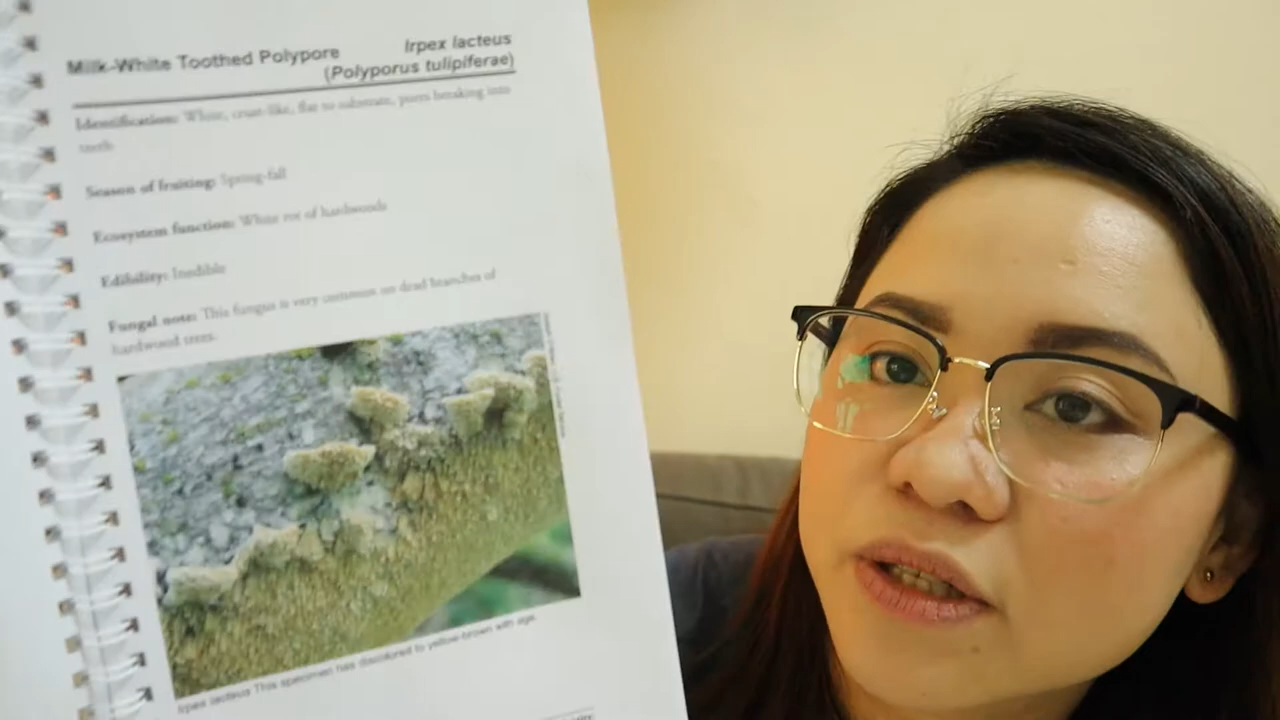 Milk-White Toothed Polypore Irpex lacteus
(Polyporus tulipiferae)
Identification: White, crust-like, flat to substrate, pores breaking into
teeth
Season of fruiting: Spring-fall
Ecosystem function: White rot of hardwoods
Edibility: Inedible
Fungal note: This fungus is very common on dead branches of
hardwood trees.
Irpex lacteus This specimen has discolored to yellow-brown with age.